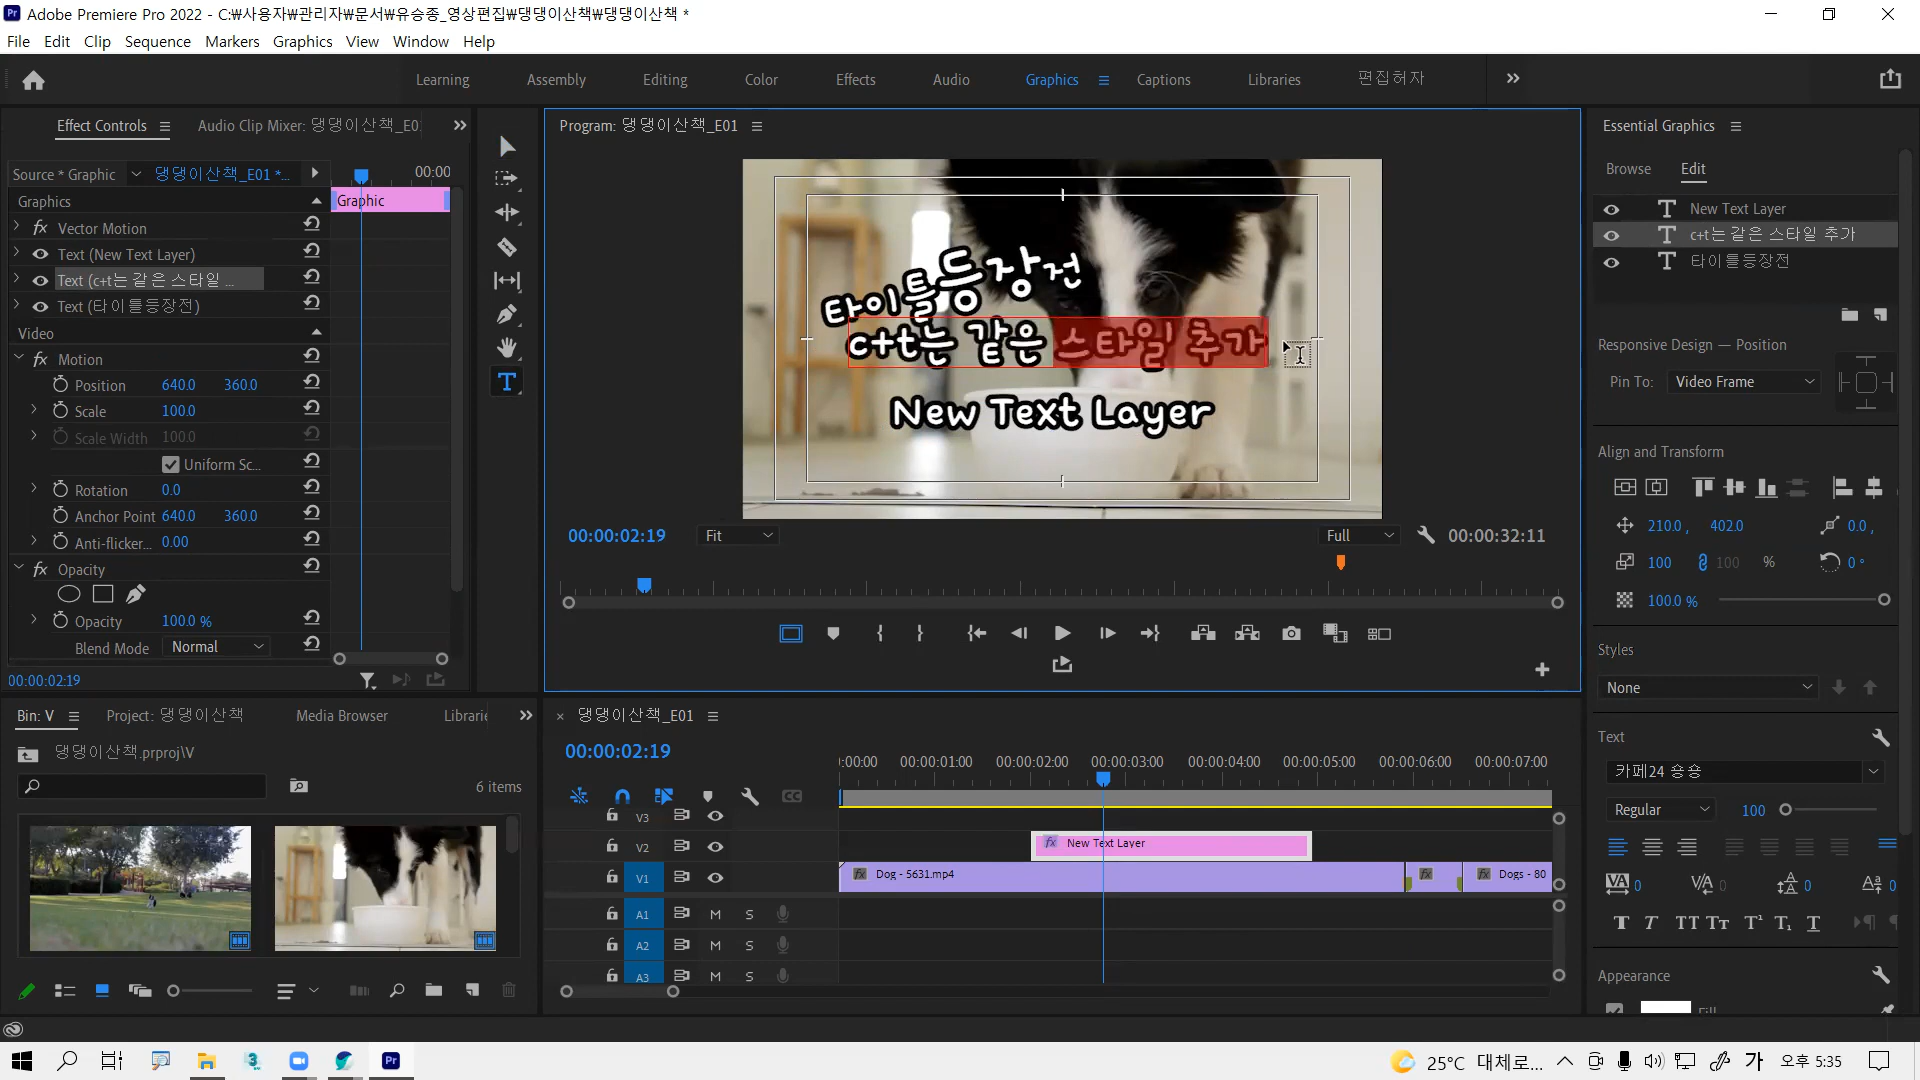 Adobe Premiere Pro 2022 - C:₩사용자₩관리자₩문서₩유승종_영상편집₩댕댕이산책₩댕댕이산책 *
File Edit Clip Sequence Markers Graphics View Window Help
Learning Assembly Editing Color Effects Audio Graphics Captions Libraries 편집허자
Effect Controls Audio Clip Mixer: 댕댕이산책_E0
Source * Graphic 댕댕이산책_E01 *... 00:00
Graphics Graphic
Vector Motion
Text (New Text Layer)
Text (c+t는 같은 스타일 ...
Text (타이틀등장전)
Video
Motion
Position 640.0 360.0
Scale 100.0
Scale Width 100.0
Uniform Sc...
Rotation 0.0
Anchor Point 640.0 360.0
Anti-flicker... 0.00
Opacity
Opacity 100.0 %
Blend Mode Normal
00:00:02:19
Program: 댕댕이산책_E01
타이틀등장전
c+t는 같은 스타일 추가
New Text Layer
00:00:02:19 Fit Full 00:00:32:11
Essential Graphics
Browse Edit
New Text Layer
c+t는 같은 스타일 추가
타이틀등장전
Responsive Design — Position
Pin To: Video Frame
Align and Transform
210.0 , 402.0 0.0 ,
100 100 % 0 °
100.0 %
Styles
None
Text
카페24 숑숑
Regular 100
0 0 0 0
Appearance
Fill
Bin: V Project: 댕댕이산책 Media Browser Librarie
댕댕이산책.prproj₩V
6 items
댕댕이산책_E01
00:00:02:19
:00:00 00:00:01:00 00:00:02:00 00:00:03:00 00:00:04:00 00:00:05:00 00:00:06:00 00:00:07:00
V3
V2 New Text Layer
V1 Dog - 5631.mp4 Dogs - 80
A1 M S
A2 M S
A3 M S
25°C 대체로... 가 오후 5:35